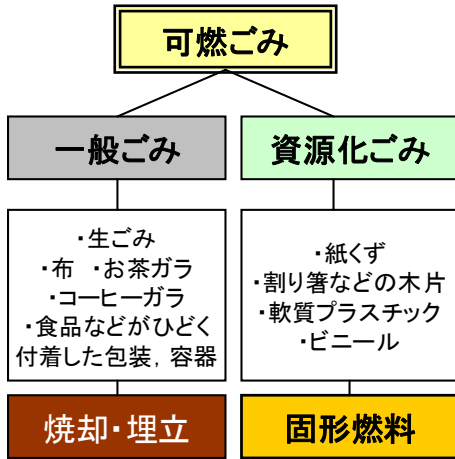 可燃ごみ
一般ごみ
資源化ごみ
・生ごみ
・布 ・お茶ガラ
・コーヒーガラ
・食品などがひどく
付着した包装，容器
・紙くず
・割り箸などの木片
・軟質プラスチック
・ビニール
焼却・埋立
固形燃料